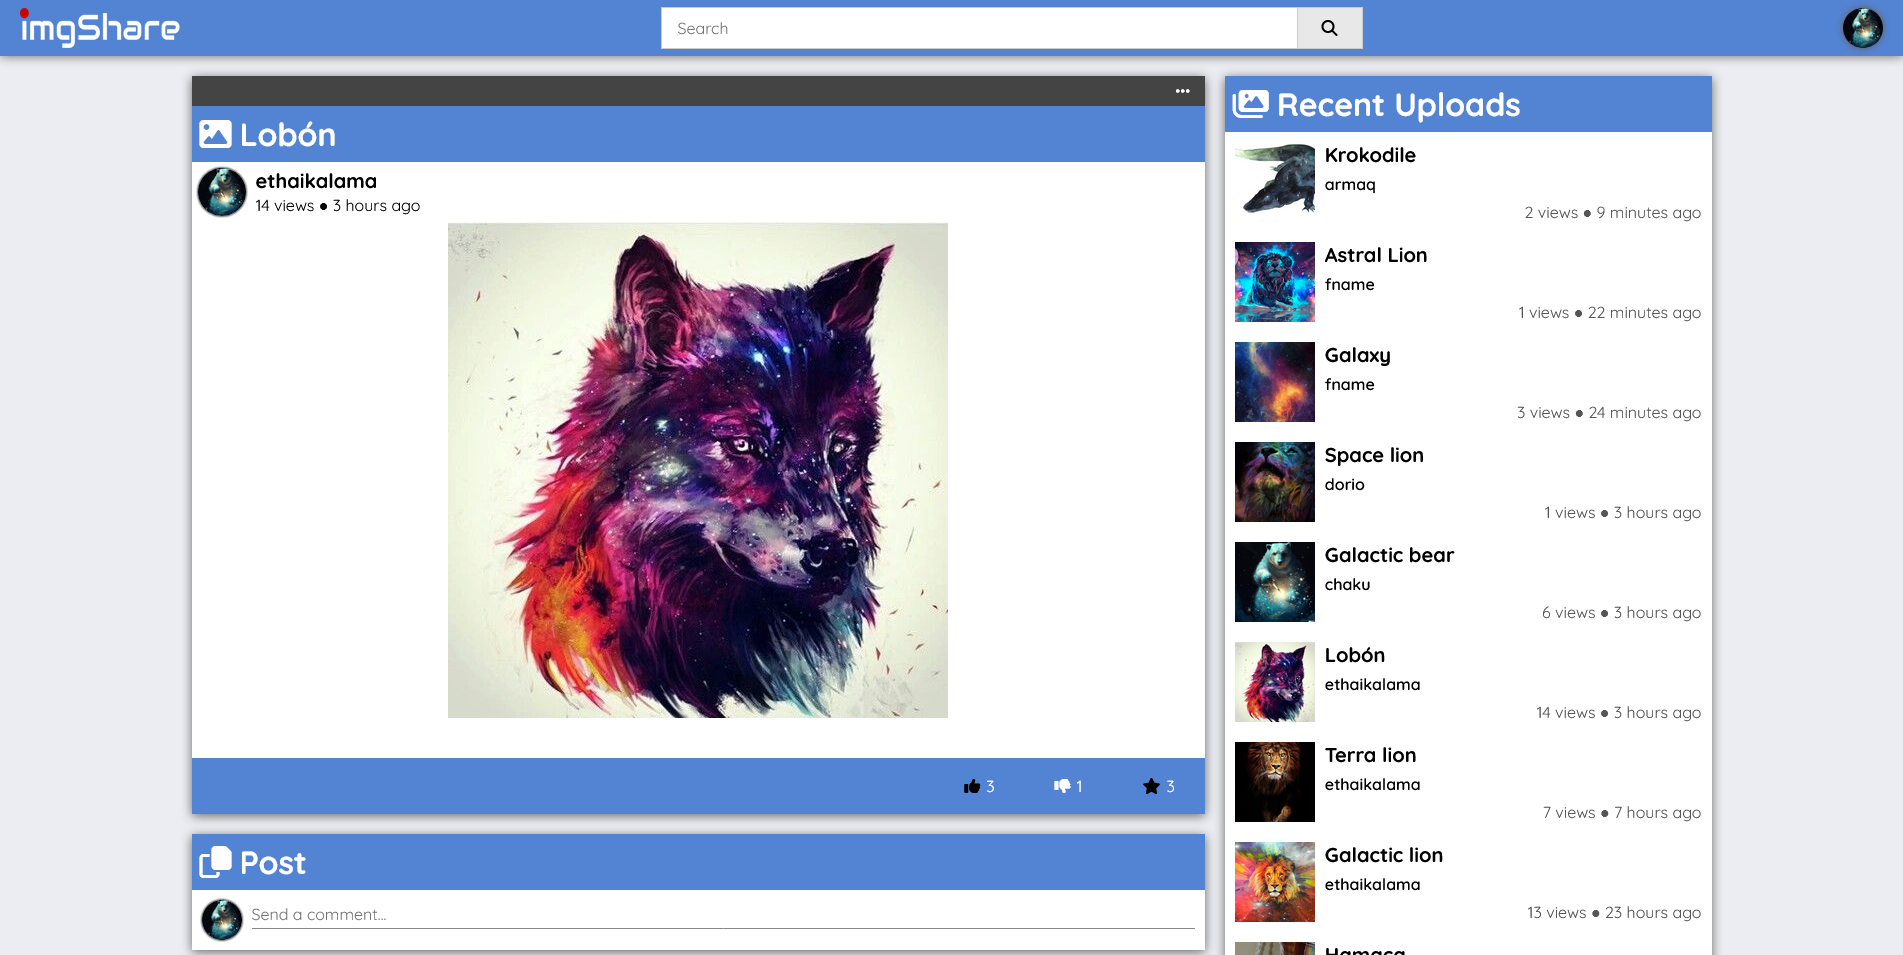 imgShare
Search
Lobón
ethaikalama
14 views ● 3 hours ago
3
1
3
Post
Send a comment...
Recent Uploads
Krokodile
armaq
2 views ● 9 minutes ago
Astral Lion
fname
1 views ● 22 minutes ago
Galaxy
fname
3 views ● 24 minutes ago
Space lion
dorio
1 views ● 3 hours ago
Galactic bear
chaku
6 views ● 3 hours ago
Lobón
ethaikalama
14 views ● 3 hours ago
Terra lion
ethaikalama
7 views ● 7 hours ago
Galactic lion
ethaikalama
13 views ● 23 hours ago